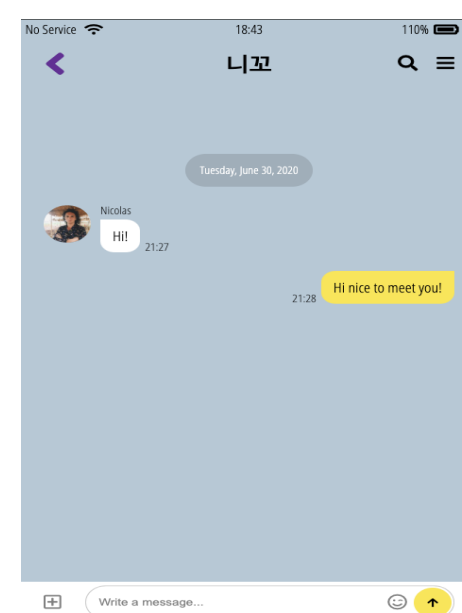 No Service 18:43 110%
니꼬
Tuesday, June 30, 2020
Nicolas
Hi!
21:27
Hi nice to meet you!
21:28
Write a message...